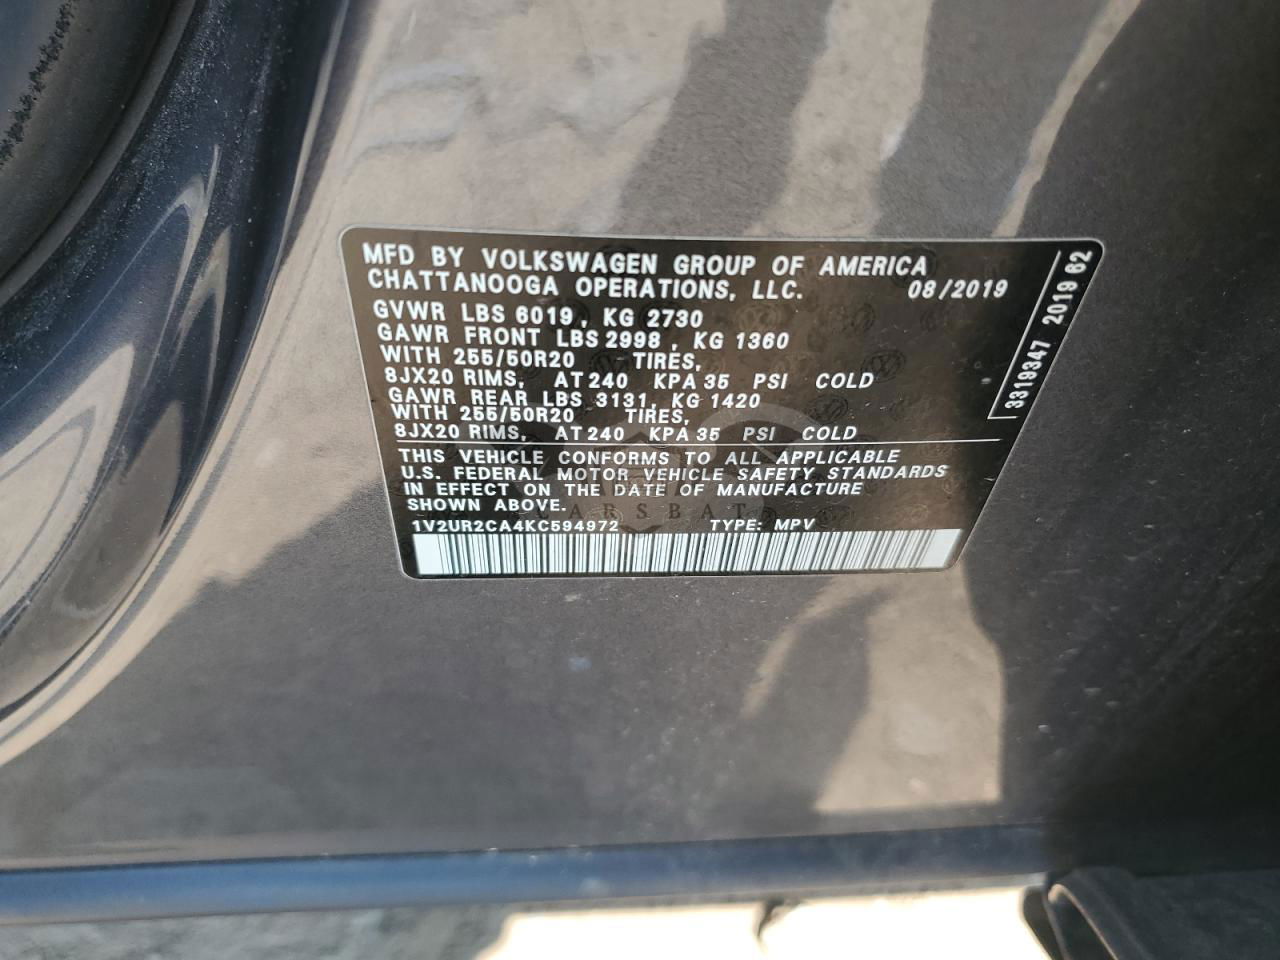 MFD BY VOLKSWAGEN GROUP OF AMERICA
CHATTANOOGA OPERATIONS, LLC. 08/2019
GVWR LBS 6019, KG 2730
GAWR FRONT LBS 2998, KG 1360
WITH 255/50R20 TIRES,
8JX20 RIMS, AT 240 KPA 35 PSI COLD
GAWR REAR LBS 3131, KG 1420
WITH 255/50R20 TIRES,
8JX20 RIMS, AT 240 KPA 35 PSI COLD
THIS VEHICLE CONFORMS TO ALL APPLICABLE
U.S. FEDERAL MOTOR VEHICLE SAFETY STANDARDS
IN EFFECT ON THE DATE OF MANUFACTURE
SHOWN ABOVE.
1V2UR2CA4KC594972 TYPE: MPV
3319347 2019 62
CARSBAT